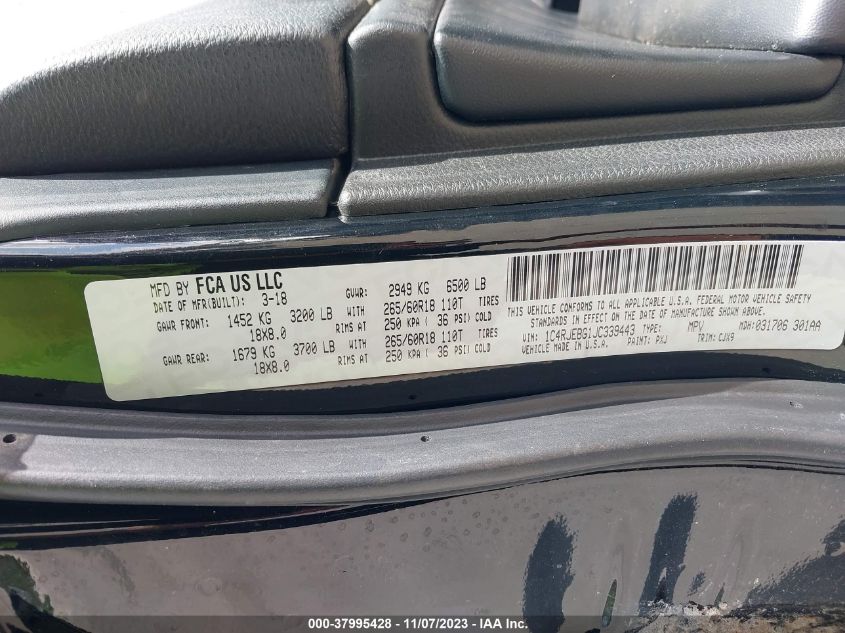 MFD BY FCA US LLC
DATE OF MFR(BUILT): 3-18 GVWR: 2949 KG 6500 LB
GAWR FRONT: 1452 KG 3200 LB WITH 265/60R18 110T TIRES
18X8.0 RIMS AT 250 KPA ( 36 PSI) COLD
GAWR REAR: 1679 KG 3700 LB WITH 265/60R18 110T TIRES
18X8.0 RIMS AT 250 KPA ( 36 PSI) COLD
THIS VEHICLE CONFORMS TO ALL APPLICABLE U.S.A. FEDERAL MOTOR VEHICLE SAFETY
STANDARDS IN EFFECT ON THE DATE OF MANUFACTURE SHOWN ABOVE.
VIN: 1C4RJEBG1JC339443 TYPE: MPV MDH: 031706 301AA
VEHICLE MADE IN U.S.A. PAINT: PXJ TRIM: CJX9
000-37995428 - 11/07/2023 - IAA Inc.